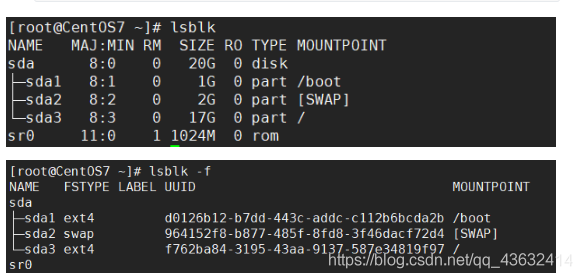 [root@CentOS7 ~]# lsblk
NAME   MAJ:MIN RM  SIZE RO TYPE MOUNTPOINT
sda      8:0    0   20G  0 disk
├─sda1   8:1    0    1G  0 part /boot
├─sda2   8:2    0    2G  0 part [SWAP]
└─sda3   8:3    0   17G  0 part /
sr0     11:0    1 1024M  0 rom
[root@CentOS7 ~]# lsblk -f
NAME   FSTYPE LABEL UUID                                 MOUNTPOINT
sda
├─sda1 ext4         d0126b12-b7dd-443c-addc-c112b6bcda2b /boot
├─sda2 swap         964152f8-b877-485f-8fd8-3f46dacf72d4 [SWAP]
└─sda3 ext4         f762ba84-3195-43aa-9137-587e34819f97 /
sr0
https://blog.csdn.net/qq_43632414